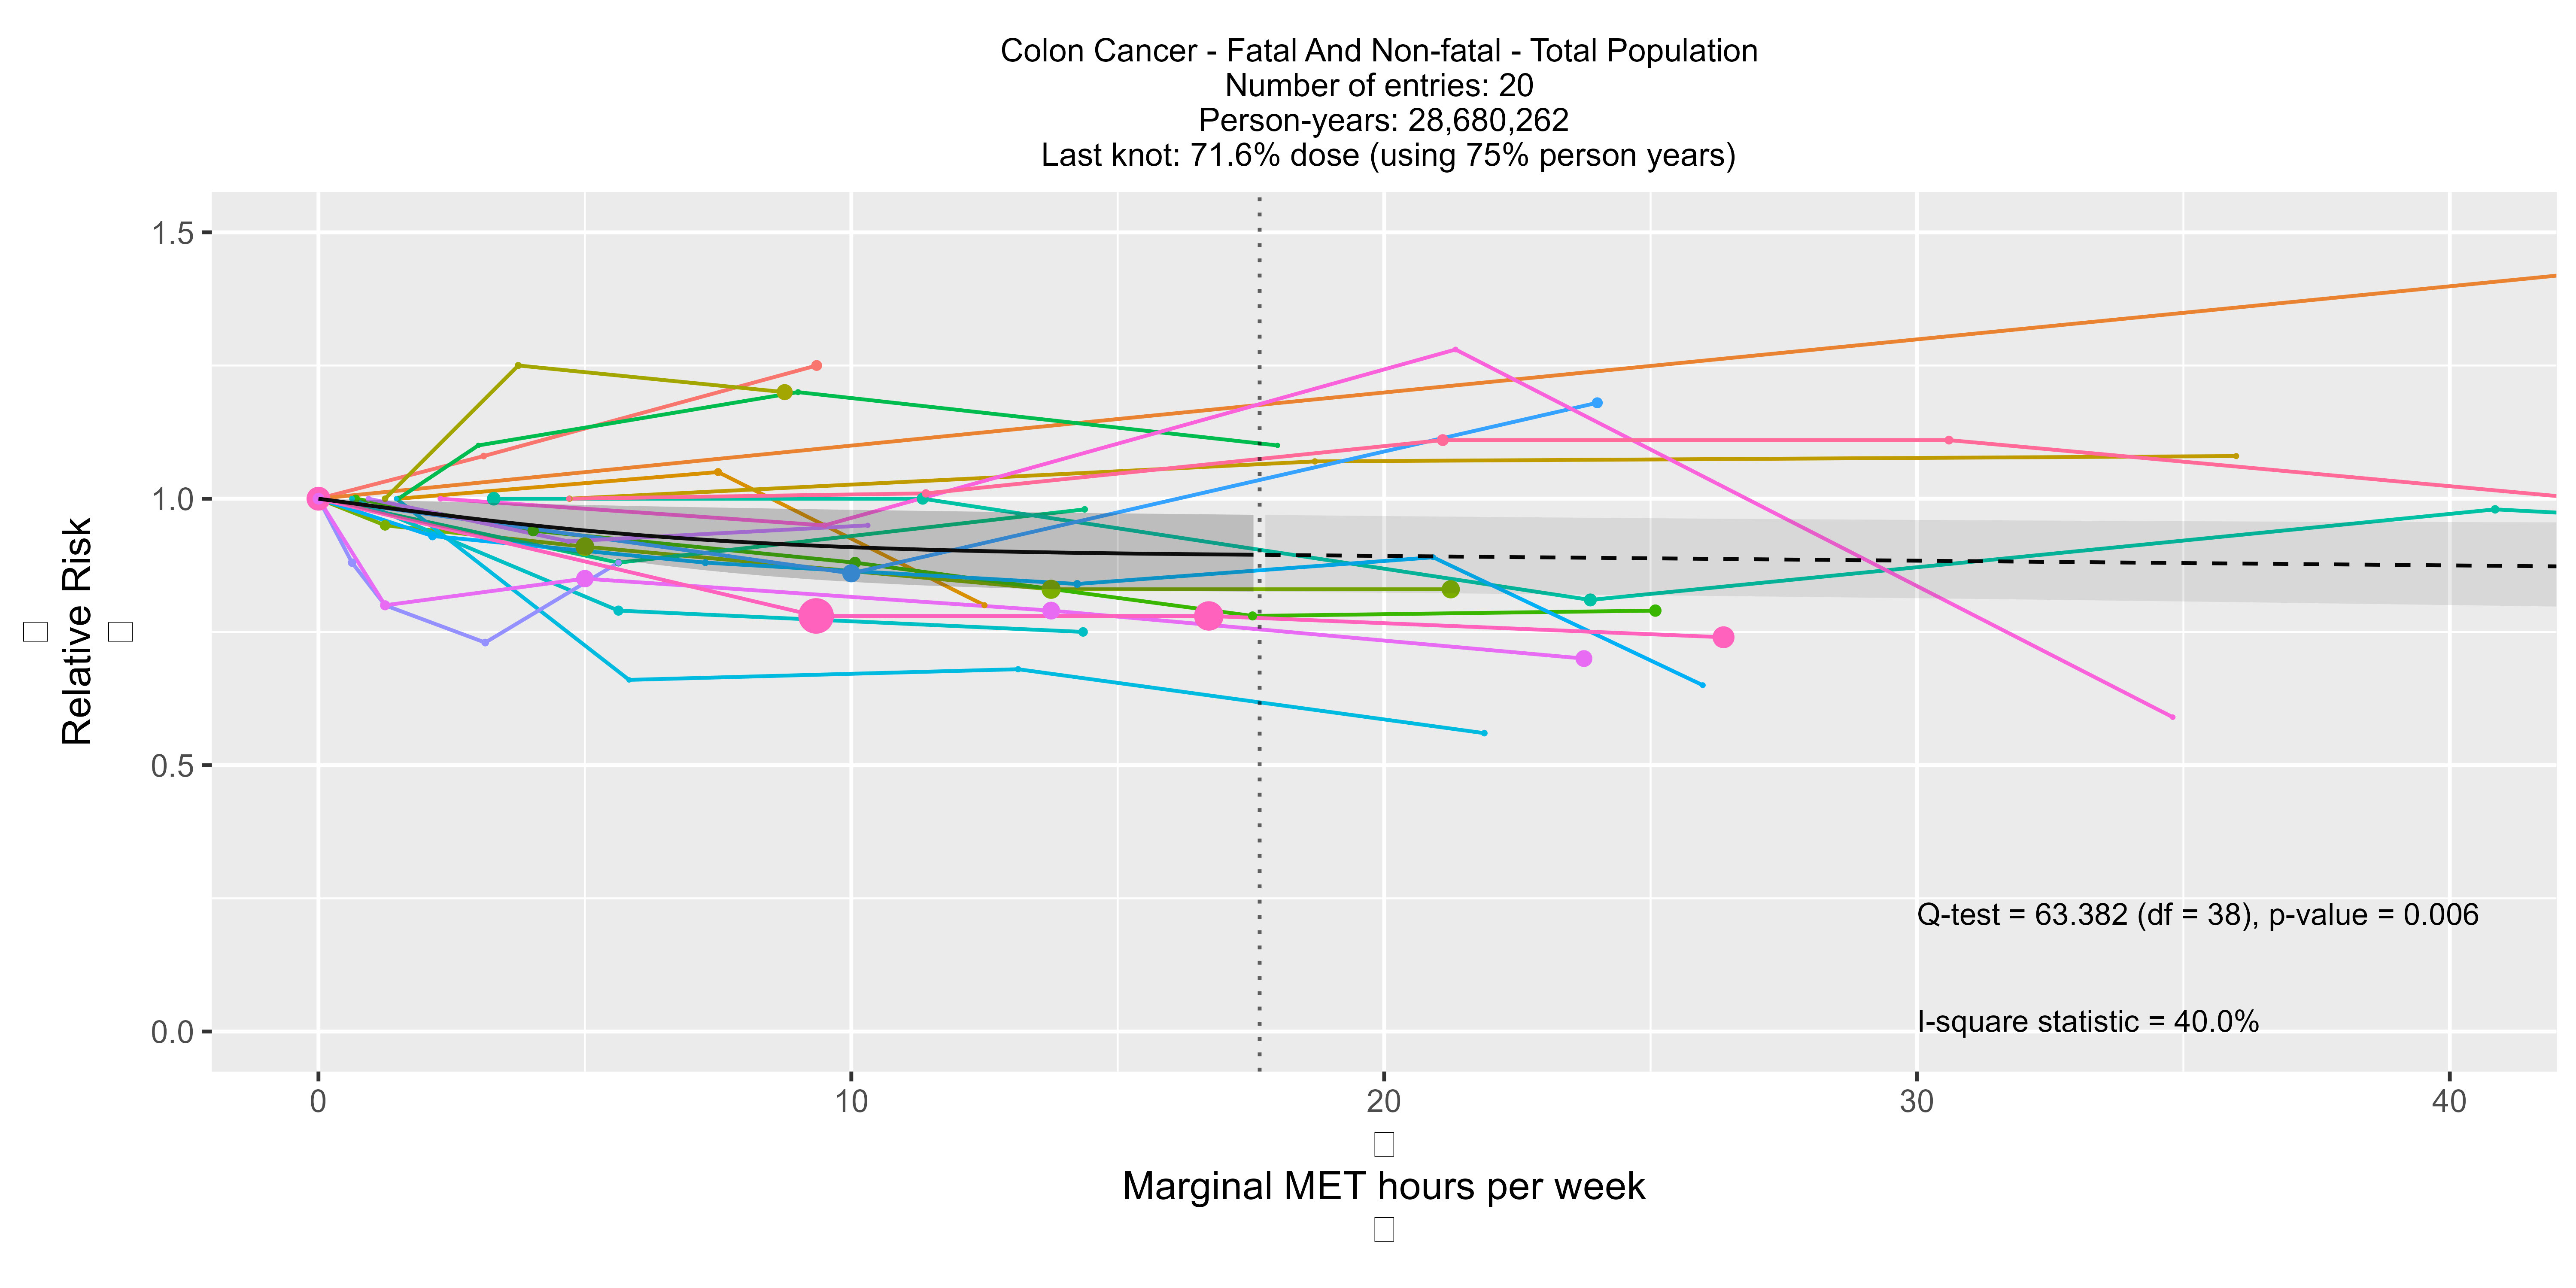 Colon Cancer - Fatal And Non-fatal - Total Population
Number of entries: 20
Person-years: 28,680,262
Last knot: 71.6% dose (using 75% person years)
1.5
1.0
0.5
0.0
Relative Risk
Q-test = 63.382 (df = 38), p-value = 0.006
I-square statistic = 40.0%
0 10 20 30 40
Marginal MET hours per week